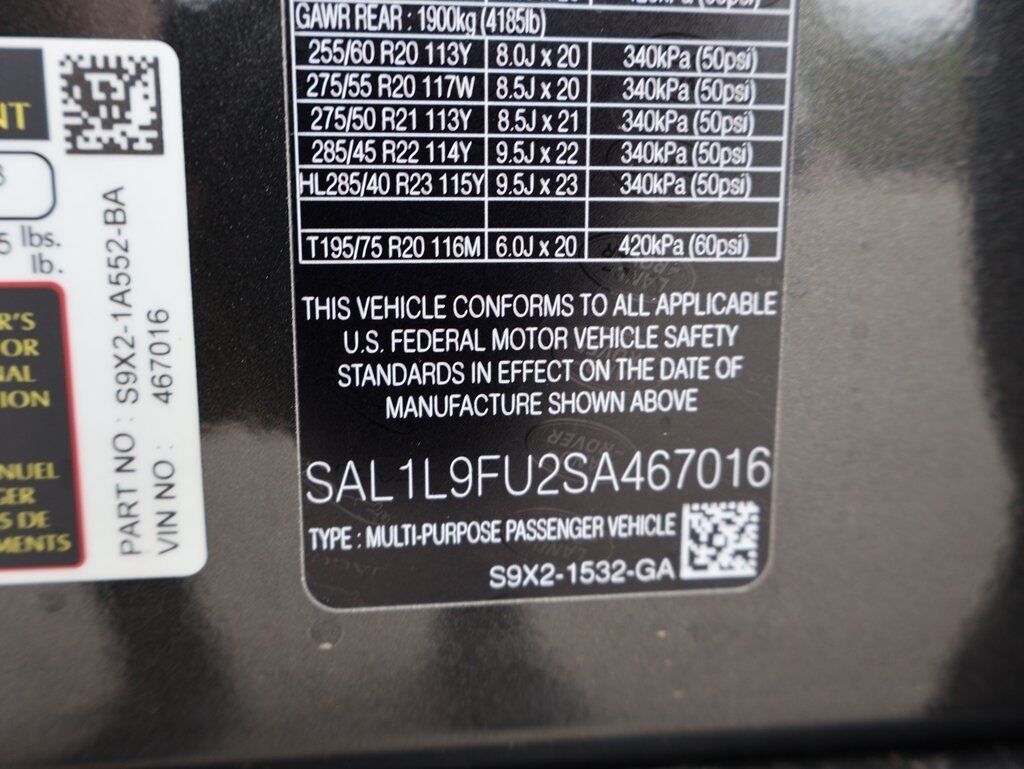 GAWR REAR : 1900kg (4185lb)
255/60 R20 113Y 8.0J x 20 340kPa (50psi)
275/55 R20 117W 8.5J x 20 340kPa (50psi)
275/50 R21 113Y 8.5J x 21 340kPa (50psi)
285/45 R22 114Y 9.5J x 22 340kPa (50psi)
HL285/40 R23 115Y 9.5J x 23 340kPa (50psi)
T195/75 R20 116M 6.0J x 20 420kPa (60psi)
THIS VEHICLE CONFORMS TO ALL APPLICABLE
U.S. FEDERAL MOTOR VEHICLE SAFETY
STANDARDS IN EFFECT ON THE DATE OF
MANUFACTURE SHOWN ABOVE
SAL1L9FU2SA467016
TYPE : MULTI-PURPOSE PASSENGER VEHICLE
S9X2-1532-GA
PART NO : S9X2-1A552-BA
VIN NO : 467016
lbs.
lb.